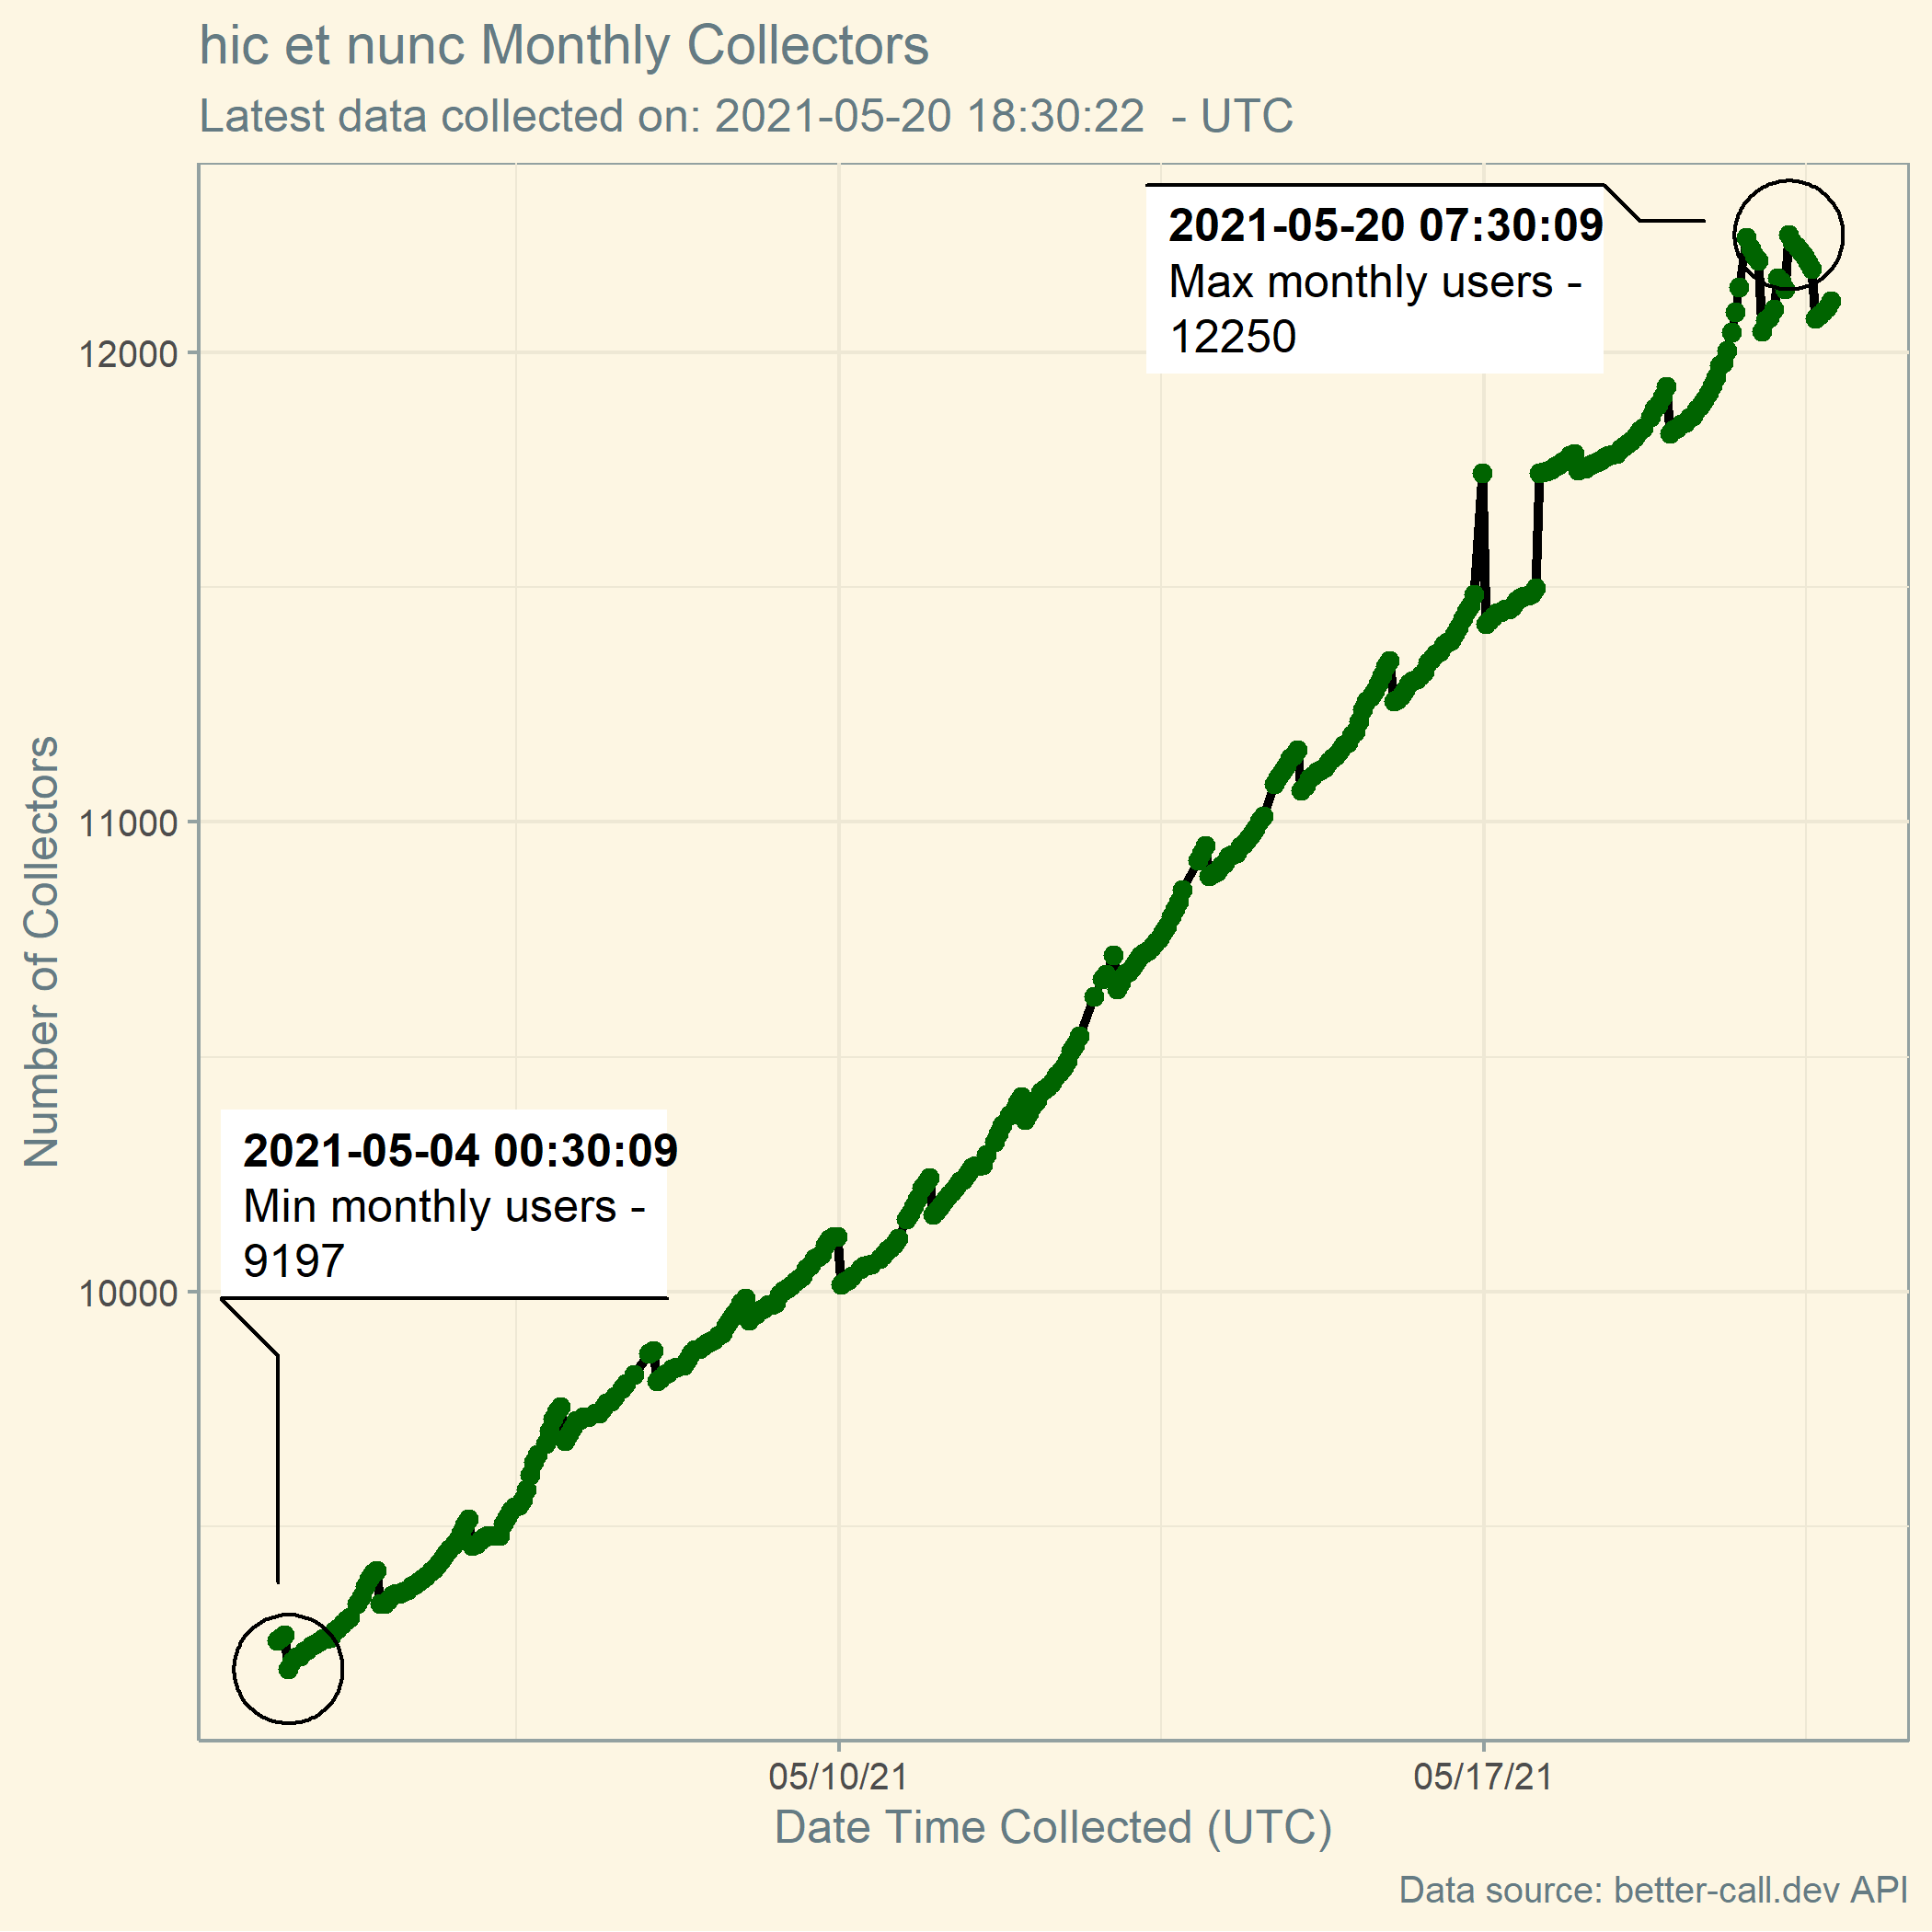 hic et nunc Monthly Collectors
Latest data collected on: 2021-05-20 18:30:22  - UTC
2021-05-20 07:30:09
Max monthly users -
12250
12000
11000
10000
Number of Collectors
2021-05-04 00:30:09
Min monthly users -
9197
05/10/21
05/17/21
Date Time Collected (UTC)
Data source: better-call.dev API